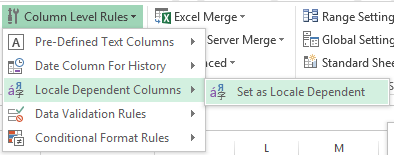 Column Level Rules
Excel Merge
Range Setting
Pre-Defined Text Columns
Server Merge
Global Setting
Date Column For History
Standard Shee
Locale Dependent Columns
Set as Locale Dependent
Data Validation Rules
Conditional Format Rules
L M